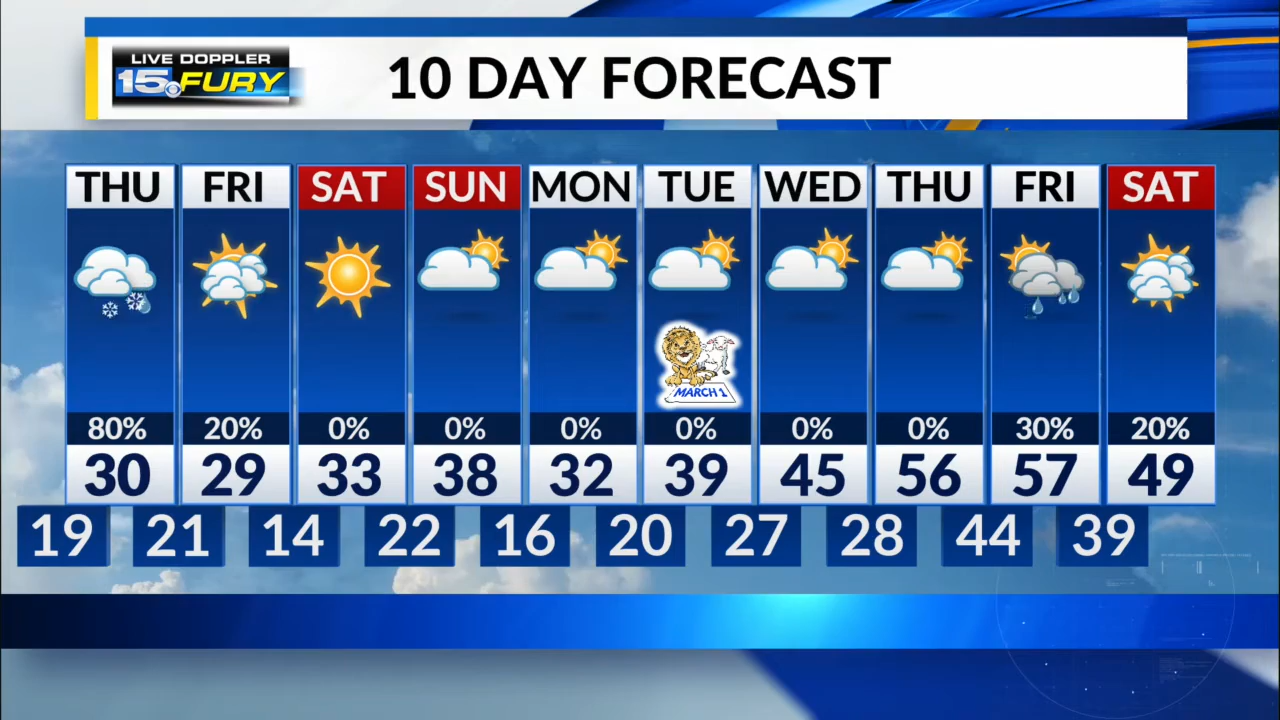 LIVE DOPPLER
15 FURY
10 DAY FORECAST
THU FRI SAT SUN MON TUE WED THU FRI SAT
MARCH 1
80% 20% 0% 0% 0% 0% 0% 0% 30% 20%
30 29 33 38 32 39 45 56 57 49
19 21 14 22 16 20 27 28 44 39